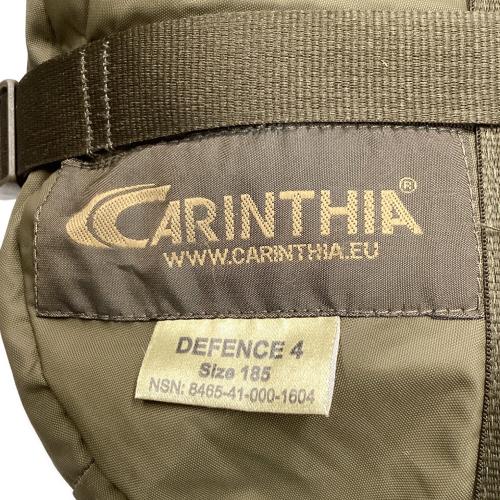 CARINTHIA®
WWW.CARINTHIA.EU
DEFENCE 4
Size 185
NSN: 8465-41-000-1604